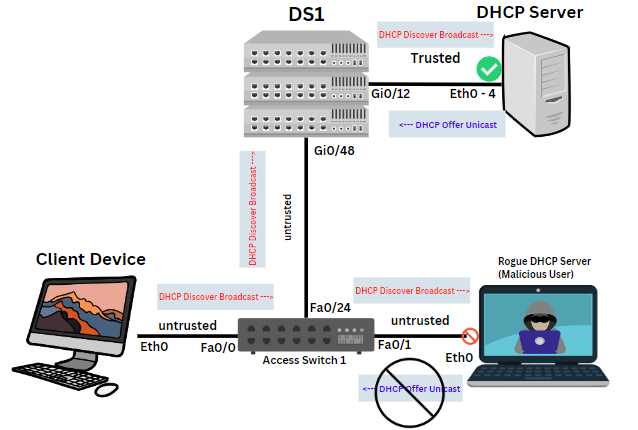 DS1
DHCP Server
DHCP Discover Broadcast --->
Trusted
Gi0/12
Eth0 - 4
<--- DHCP Offer Unicast
Gi0/48
DHCP Discover Broadcast --->
untrusted
Client Device
Rogue DHCP Server
(Malicious User)
DHCP Discover Broadcast --->
DHCP Discover Broadcast --->
Fa0/24
untrusted
untrusted
Eth0
Fa0/0
Fa0/1
Eth0
Access Switch 1
<--- DHCP Offer Unicast